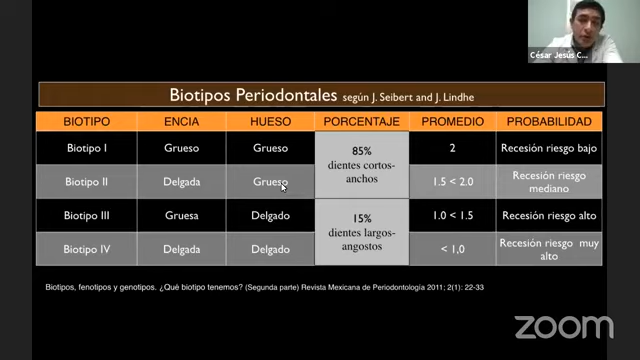 César Jesús C...
Biotipos Periodontales según J. Seibert and J. Lindhe
BIOTIPO ENCIA HUESO PORCENTAJE PROMEDIO PROBABILIDAD
Biotipo I Grueso Grueso 85% dientes cortos-anchos 2 Recesión riesgo bajo
Biotipo II Delgada Grueso 1.5 < 2.0 Recesión riesgo mediano
Biotipo III Gruesa Delgado 15% dientes largos-angostos 1.0 < 1.5 Recesión riesgo alto
Biotipo IV Delgada Delgado < 1,0 Recesión riesgo muy alto
Biotipos, fenotipos y genotipos. ¿Qué biotipo tenemos? (Segunda parte) Revista Mexicana de Periodontología 2011; 2(1): 22-33
zoom